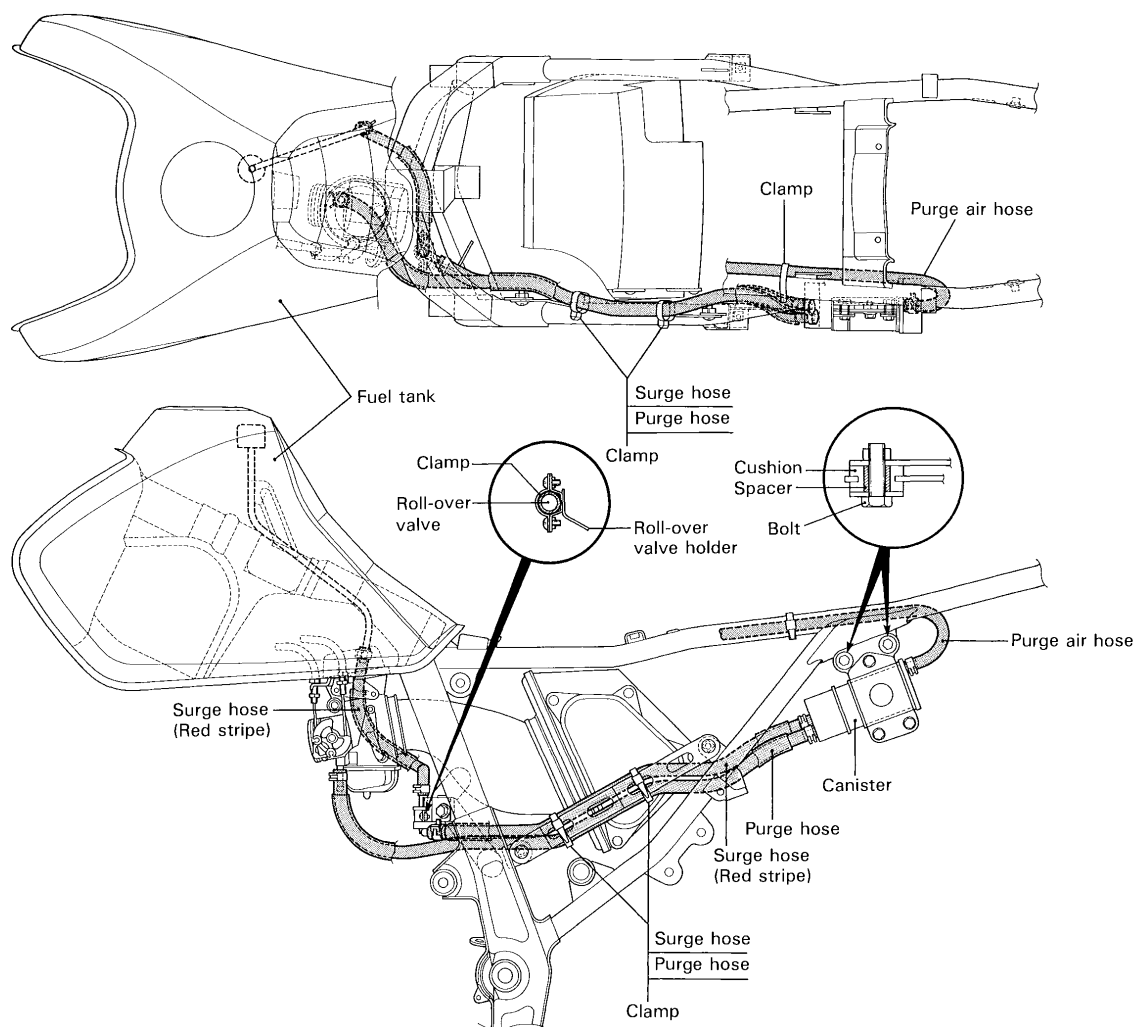 Clamp
Purge air hose
Fuel tank
Surge hose
Purge hose
Clamp
Clamp
Roll-over
valve
Roll-over
valve holder
Cushion
Spacer
Bolt
Purge air hose
Surge hose
(Red stripe)
Canister
Purge hose
Surge hose
(Red stripe)
Surge hose
Purge hose
Clamp